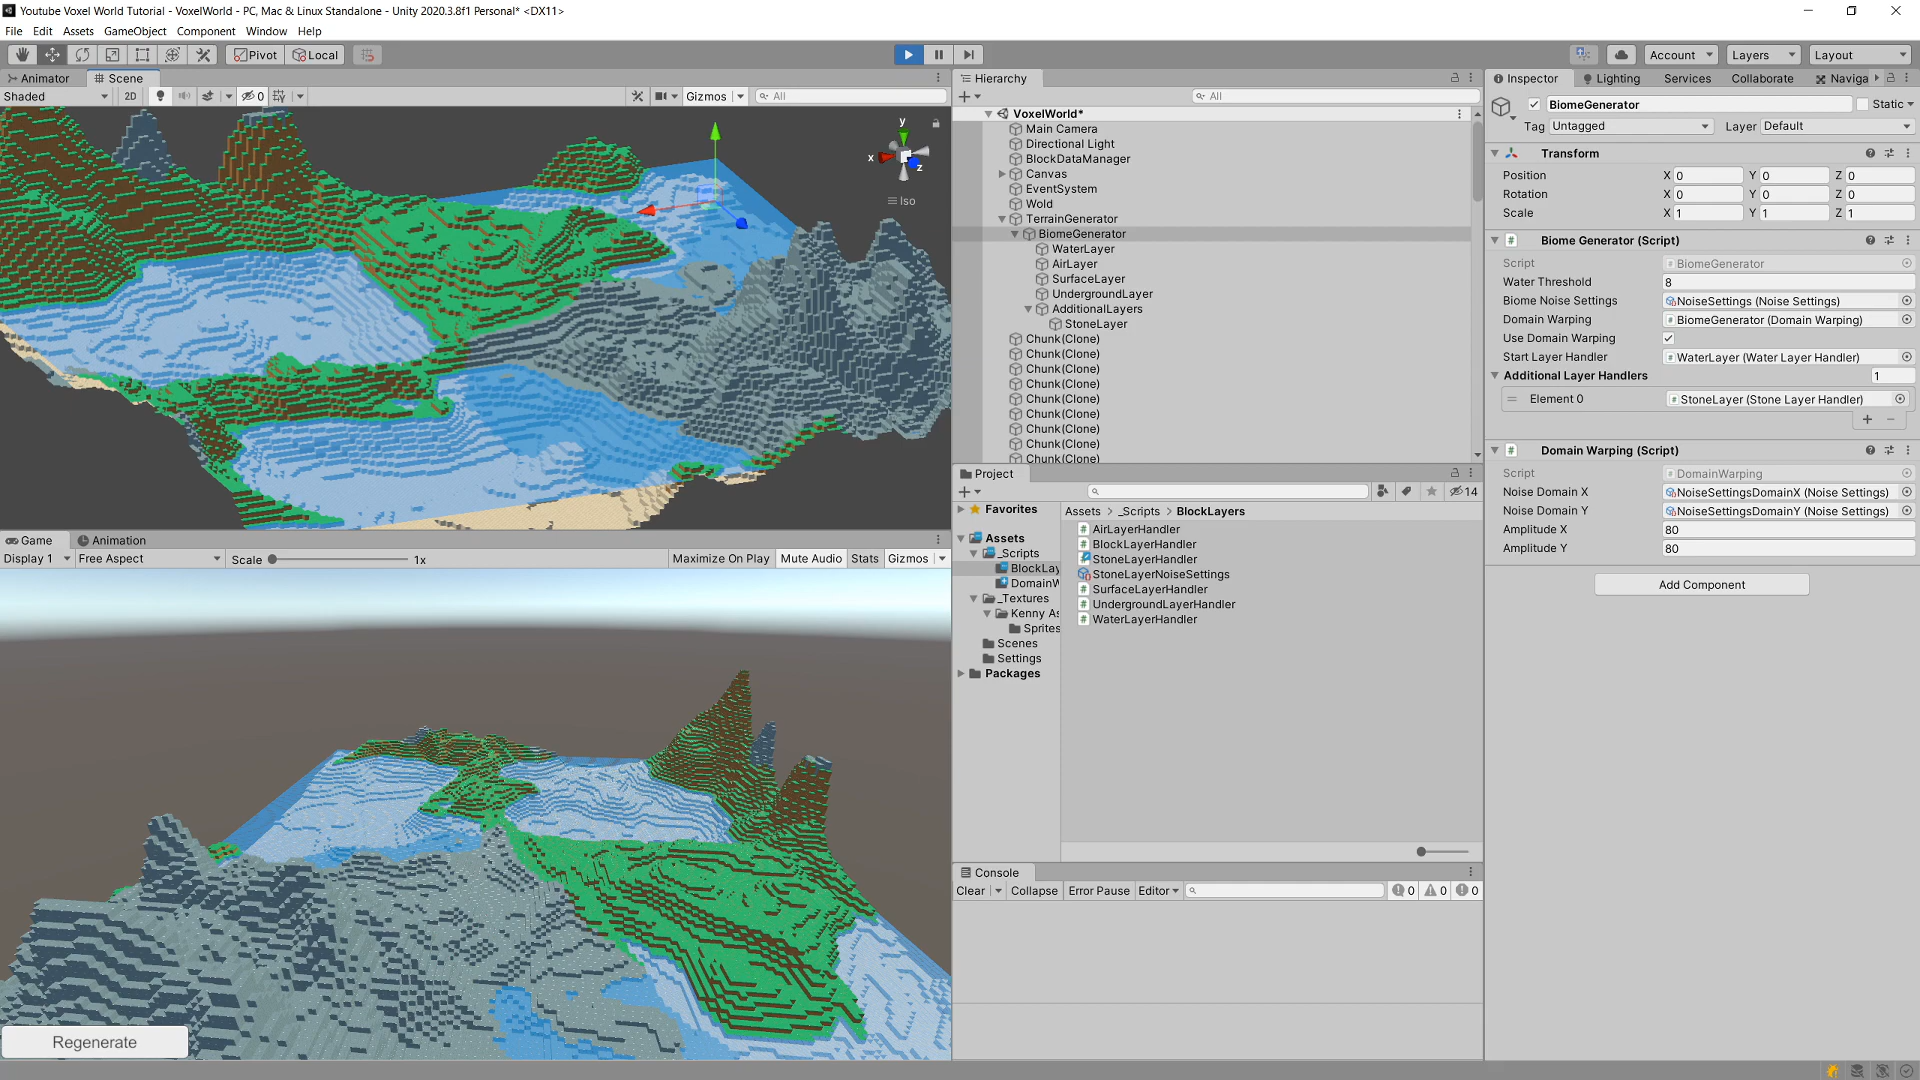 Youtube Voxel World Tutorial - VoxelWorld - PC, Mac & Linux Standalone - Unity 2020.3.8f1 Personal* <DX11>
File Edit Assets GameObject Component Window Help
Pivot Local Account Layers Layout
Animator Scene
Shaded 2D 0 Gizmos All
y
x
z
Iso
Game Animation
Display 1 Free Aspect Scale 1x Maximize On Play Mute Audio Stats Gizmos
Regenerate
Hierarchy
All
VoxelWorld*
Main Camera
Directional Light
BlockDataManager
Canvas
EventSystem
Wold
TerrainGenerator
BiomeGenerator
WaterLayer
AirLayer
SurfaceLayer
UndergroundLayer
AdditionalLayers
StoneLayer
Chunk(Clone)
Chunk(Clone)
Chunk(Clone)
Chunk(Clone)
Chunk(Clone)
Chunk(Clone)
Chunk(Clone)
Chunk(Clone)
Chunk(Clone)
Project
14
Favorites
Assets
_Scripts
BlockLay
DomainW
_Textures
Kenny As
Sprites
Scenes
Settings
Packages
Assets > _Scripts > BlockLayers
AirLayerHandler
BlockLayerHandler
StoneLayerHandler
StoneLayerNoiseSettings
SurfaceLayerHandler
UndergroundLayerHandler
WaterLayerHandler
Console
Clear Collapse Error Pause Editor 0 0 0
Inspector Lighting Services Collaborate Naviga
BiomeGenerator Static
Tag Untagged Layer Default
Transform
Position X 0 Y 0 Z 0
Rotation X 0 Y 0 Z 0
Scale X 1 Y 1 Z 1
Biome Generator (Script)
Script BiomeGenerator
Water Threshold 8
Biome Noise Settings NoiseSettings (Noise Settings)
Domain Warping BiomeGenerator (Domain Warping)
Use Domain Warping
Start Layer Handler WaterLayer (Water Layer Handler)
Additional Layer Handlers 1
Element 0 StoneLayer (Stone Layer Handler)
Domain Warping (Script)
Script DomainWarping
Noise Domain X NoiseSettingsDomainX (Noise Settings)
Noise Domain Y NoiseSettingsDomainY (Noise Settings)
Amplitude X 80
Amplitude Y 80
Add Component